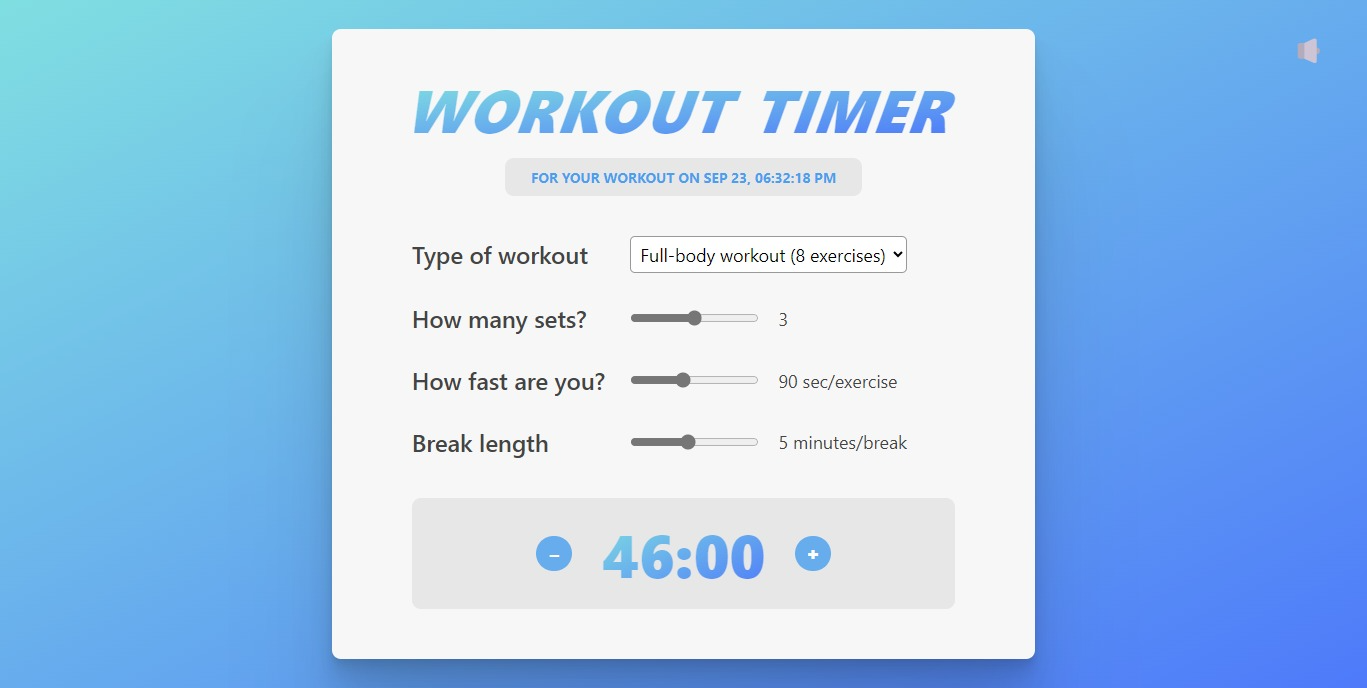 WORKOUT TIMER
FOR YOUR WORKOUT ON SEP 23, 06:32:18 PM
Type of workout Full-body workout (8 exercises)
How many sets? 3
How fast are you? 90 sec/exercise
Break length 5 minutes/break
– 46:00 +